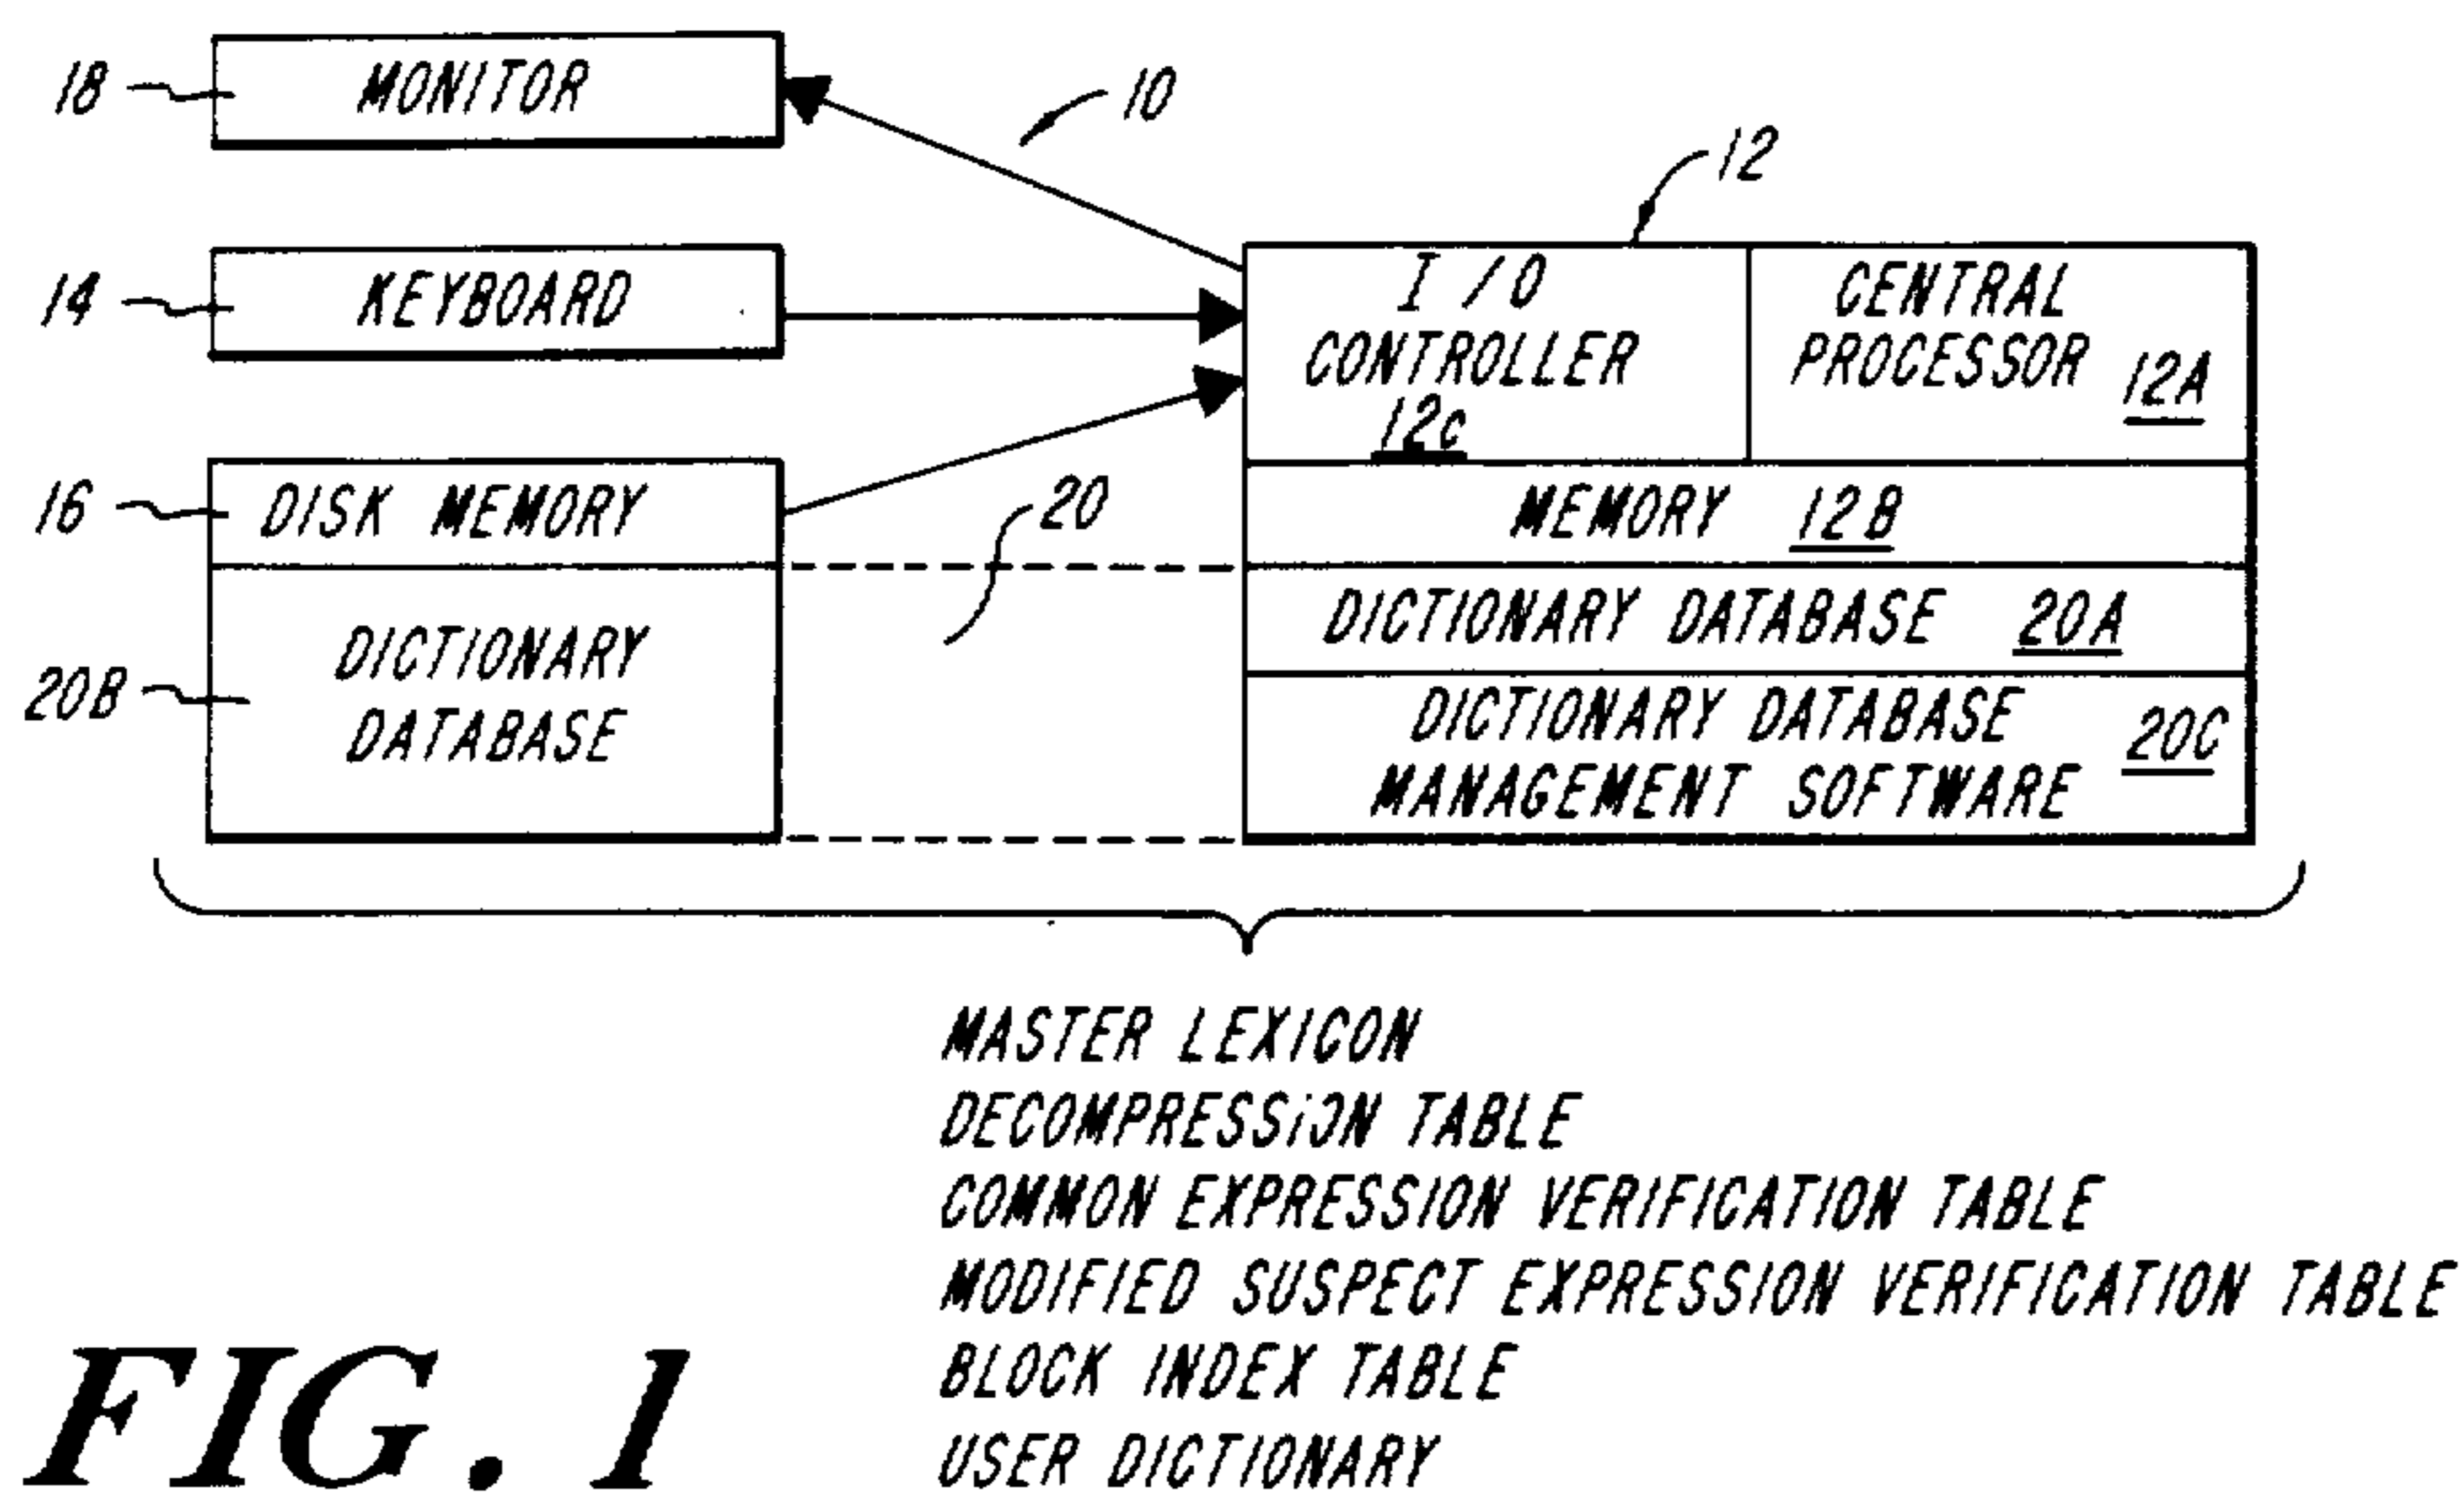 18 MONITOR
10
12
14 KEYBOARD
I/O
CONTROLLER
12C
CENTRAL
PROCESSOR 12A
16 DISK MEMORY
20
MEMORY 12B
20B DICTIONARY
DATABASE
DICTIONARY DATABASE 20A
DICTIONARY DATABASE
MANAGEMENT SOFTWARE 20C
MASTER LEXICON
DECOMPRESSION TABLE
COMMON EXPRESSION VERIFICATION TABLE
MODIFIED SUSPECT EXPRESSION VERIFICATION TABLE
BLOCK INDEX TABLE
USER DICTIONARY
FIG. 1